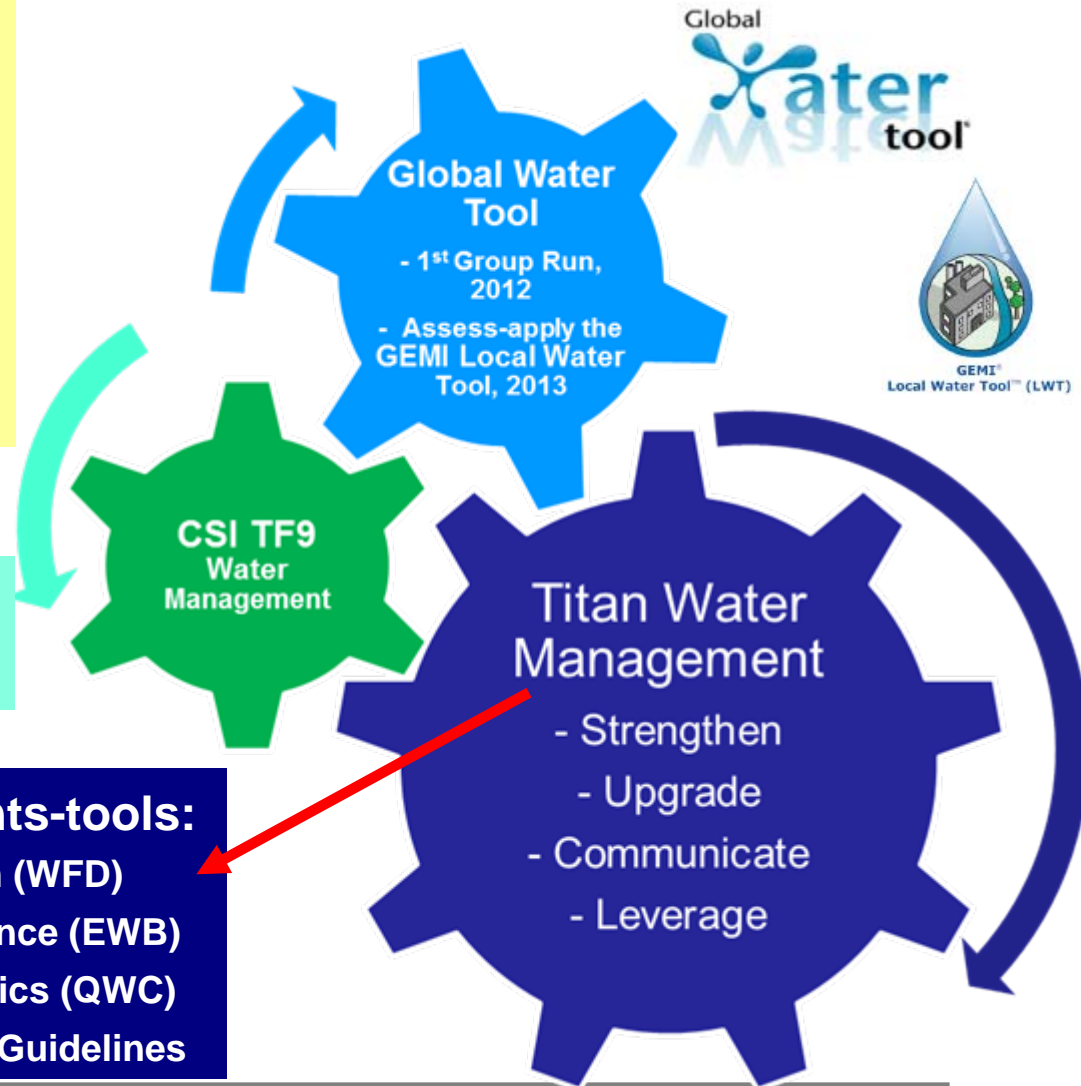 Global
Water
tool
Global Water
Tool
- 1st Group Run,
2012
- Assess-apply the
GEMI Local Water
Tool, 2013
GEMI®
Local Water Tool™ (LWT)
CSI TF9
Water
Management
Titan Water
Management
- Strengthen
- Upgrade
- Communicate
- Leverage
nts-tools:
(WFD)
nce (EWB)
ics (QWC)
Guidelines